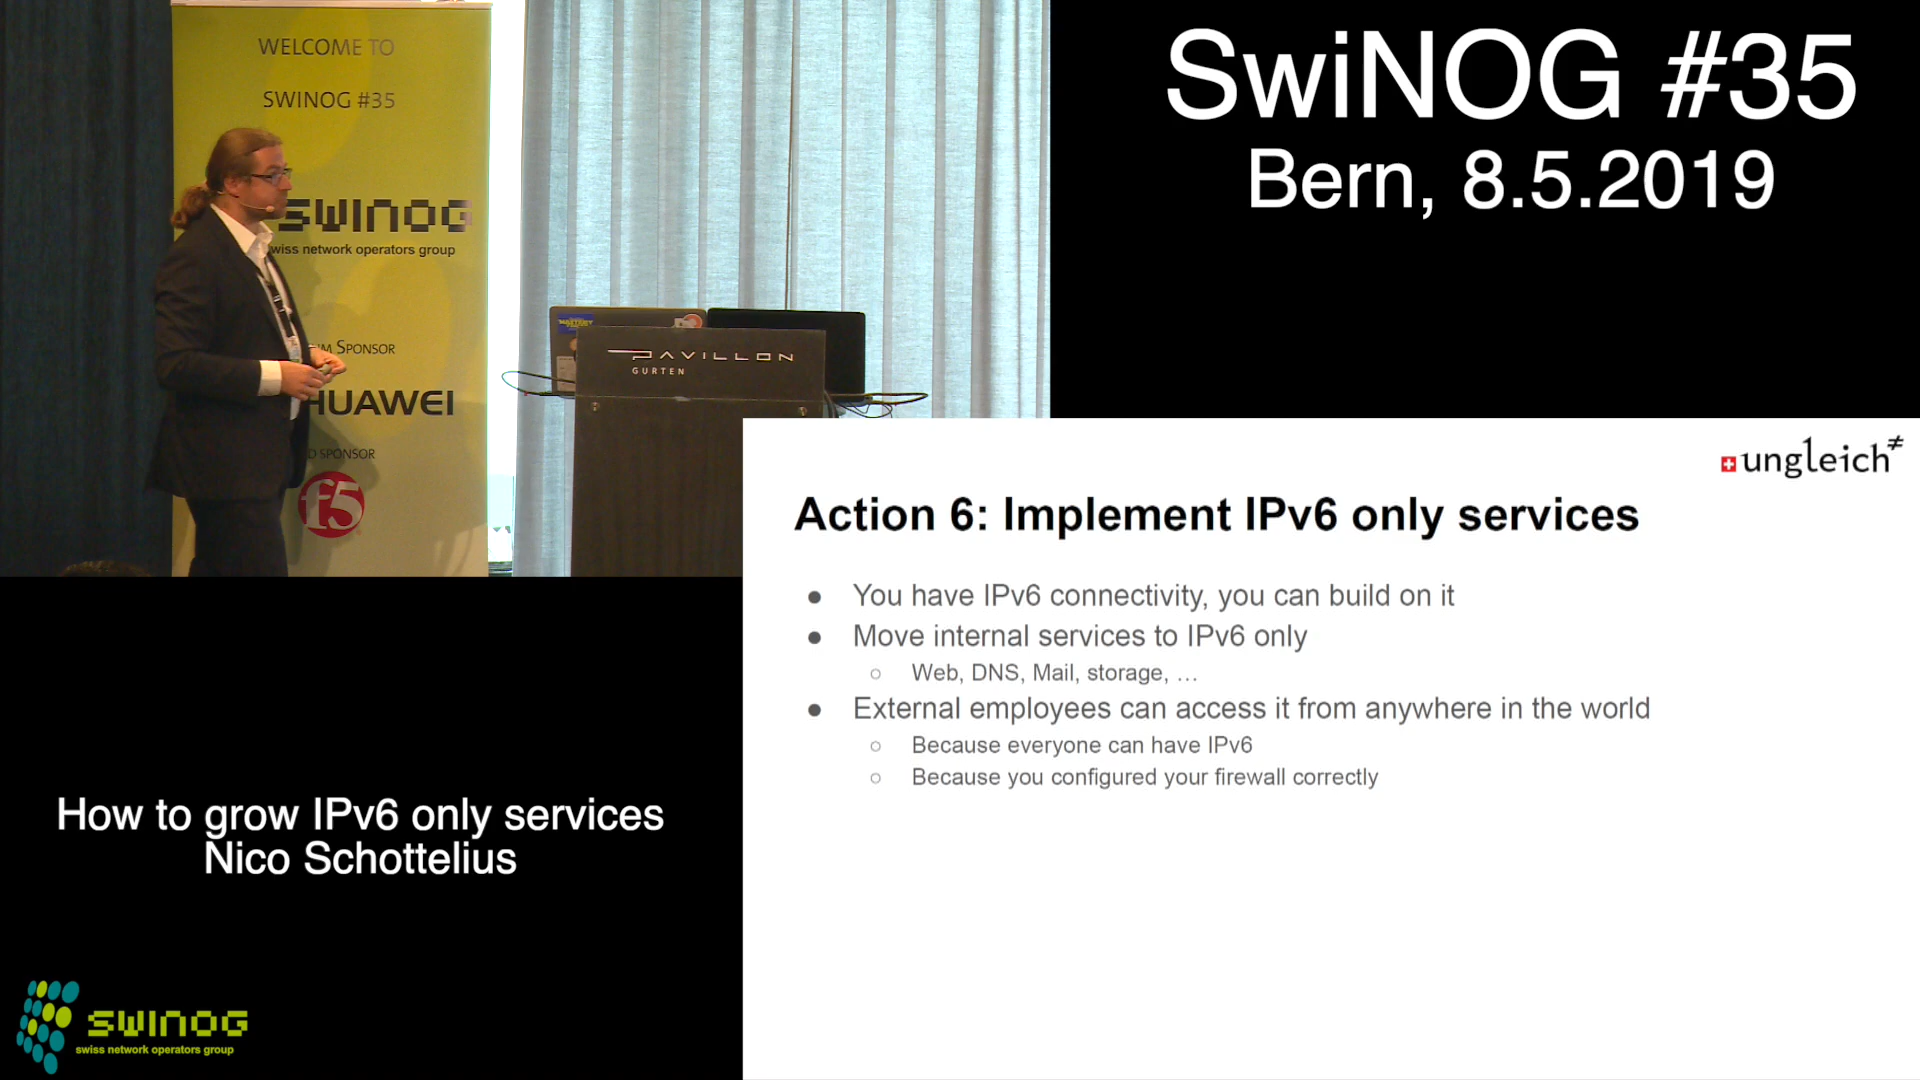 WELCOME TO
SWINOG #35
SWINOG
wiss network operators group
SPONSOR
HUAWEI
D SPONSOR
f5
PAVILLON
GURTEN
SwiNOG #35
Bern, 8.5.2019
ungleich≠
Action 6: Implement IPv6 only services
● You have IPv6 connectivity, you can build on it
● Move internal services to IPv6 only
○ Web, DNS, Mail, storage, …
● External employees can access it from anywhere in the world
○ Because everyone can have IPv6
○ Because you configured your firewall correctly
How to grow IPv6 only services
Nico Schottelius
SWINOG
swiss network operators group